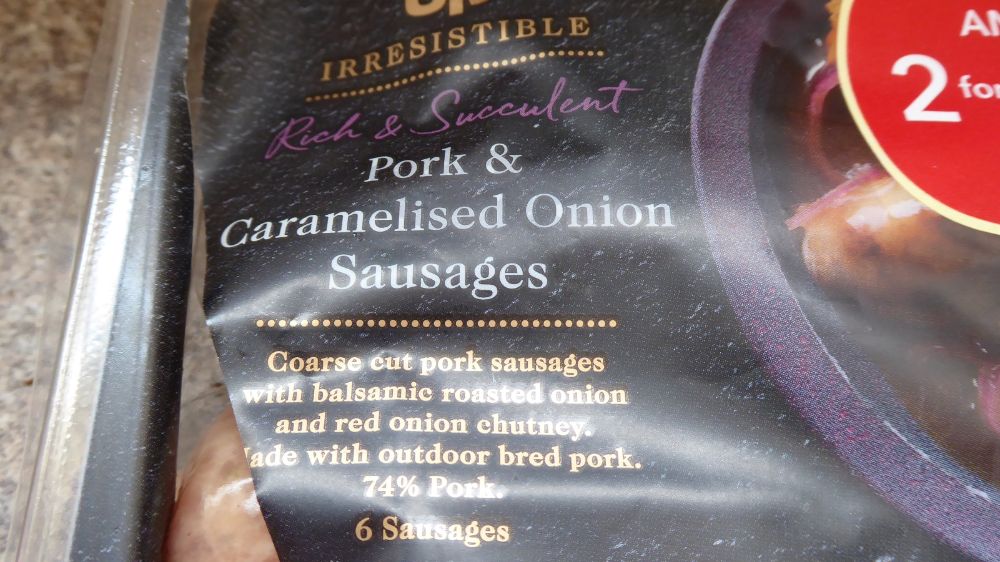 IRRESISTIBLE
Rich & Succulent
Pork &
Caramelised Onion
Sausages
Coarse cut pork sausages
with balsamic roasted onion
and red onion chutney.
ade with outdoor bred pork.
74% Pork.
6 Sausages
2 for